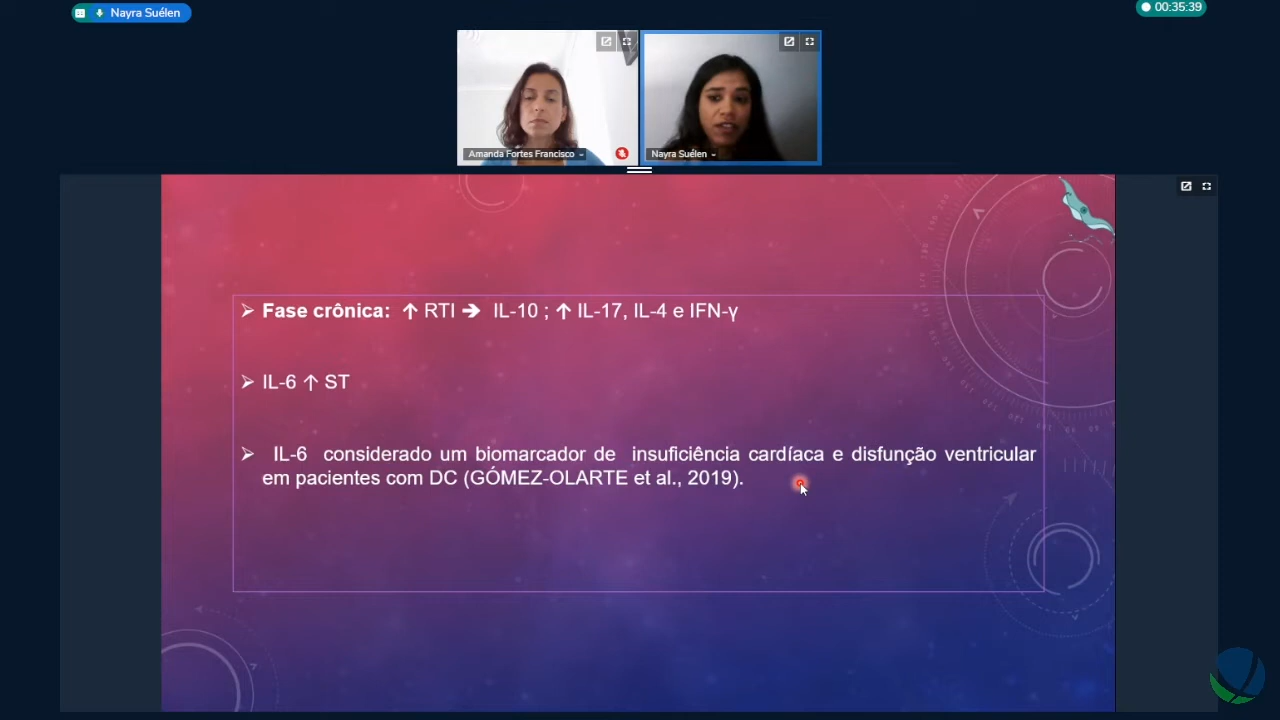 Nayra Suélen
00:35:39
Amanda Fortes Francisco
Nayra Suélen
Fase crônica: ↑ RTI ➔ IL-10 ; ↑ IL-17, IL-4 e IFN-γ
IL-6 ↑ ST
IL-6 considerado um biomarcador de insuficiência cardíaca e disfunção ventricular
em pacientes com DC (GÓMEZ-OLARTE et al., 2019).